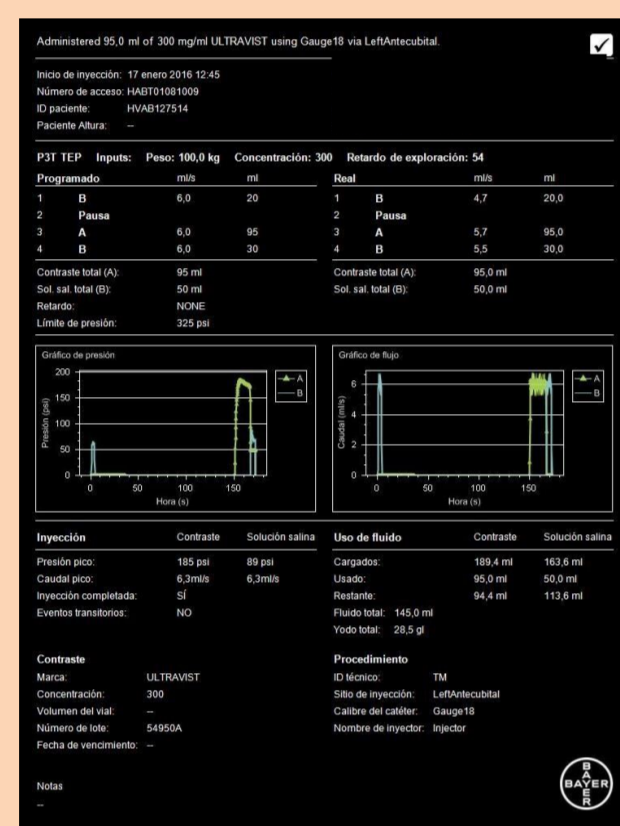 Administered 95,0 ml of 300 mg/ml ULTRAVIST using Gauge18 via LeftAntecubital.
Inicio de inyección: 17 enero 2016 12:45
Número de acceso: HABT01081009
ID paciente: HVAB127514
Paciente Altura: --
P3T TEP Inputs: Peso: 100,0 kg Concentración: 300 Retardo de exploración: 54
Programado ml/s ml
1 B 6,0 20
2 Pausa
3 A 6,0 95
4 B 6,0 30
Contraste total (A): 95 ml
Sol. sal. total (B): 50 ml
Retardo: NONE
Límite de presión: 325 psi
Real ml/s ml
1 B 4,7 20,0
2 Pausa
3 A 5,7 95,0
4 B 5,5 30,0
Contraste total (A): 95,0 ml
Sol. sal. total (B): 50,0 ml
Gráfico de presión
200
150
100
50
0
Presión (psi)
0 50 100 150
Hora (s)
A
B
Gráfico de flujo
6
4
2
0
Caudal (ml/s)
0 50 100 150
Hora (s)
A
B
Inyección Contraste Solución salina
Presión pico: 185 psi 89 psi
Caudal pico: 6,3ml/s 6,3ml/s
Inyección completada: SÍ
Eventos transitorios: NO
Uso de fluido Contraste Solución salina
Cargados: 189,4 ml 163,6 ml
Usado: 95,0 ml 50,0 ml
Restante: 94,4 ml 113,6 ml
Fluido total: 145,0 ml
Yodo total: 28,5 gI
Contraste
Marca: ULTRAVIST
Concentración: 300
Volumen del vial: --
Número de lote: 54950A
Fecha de vencimiento: --
Procedimiento
ID técnico: TM
Sitio de inyección: LeftAntecubital
Calibre del catéter: Gauge18
Nombre de inyector: Injector
Notas
--
BAYER
BAYER